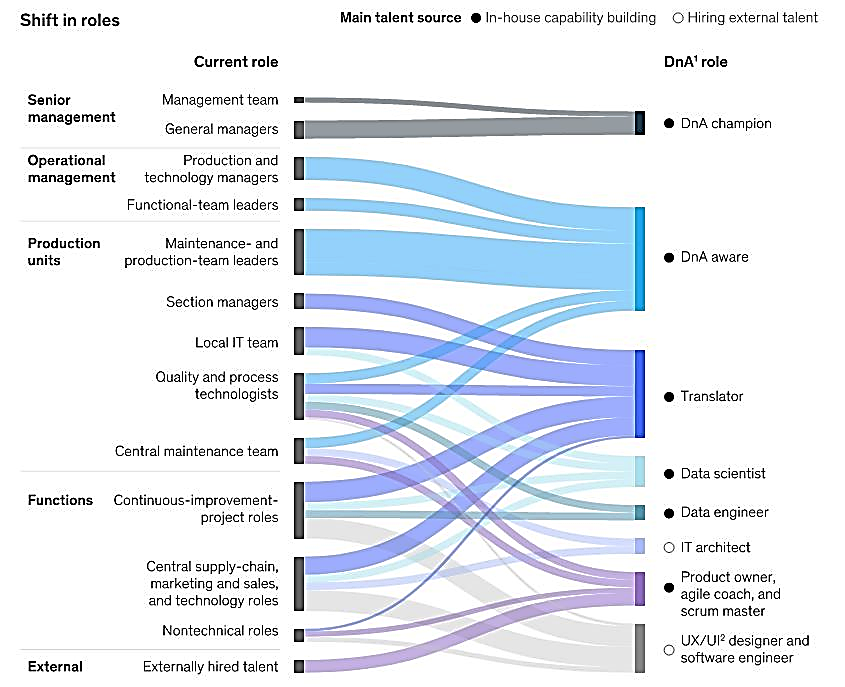 Shift in roles
Main talent source ● In-house capability building ○ Hiring external talent
Current role
DnA¹ role
Senior
management
Management team
General managers
Operational
management
Production and
technology managers
Functional-team leaders
Production
units
Maintenance- and
production-team leaders
Section managers
Local IT team
Quality and process
technologists
Central maintenance team
Functions
Continuous-improvement-
project roles
Central supply-chain,
marketing and sales,
and technology roles
Nontechnical roles
External
Externally hired talent
● DnA champion
● DnA aware
● Translator
● Data scientist
● Data engineer
○ IT architect
● Product owner,
agile coach, and
scrum master
○ UX/UI² designer and
software engineer